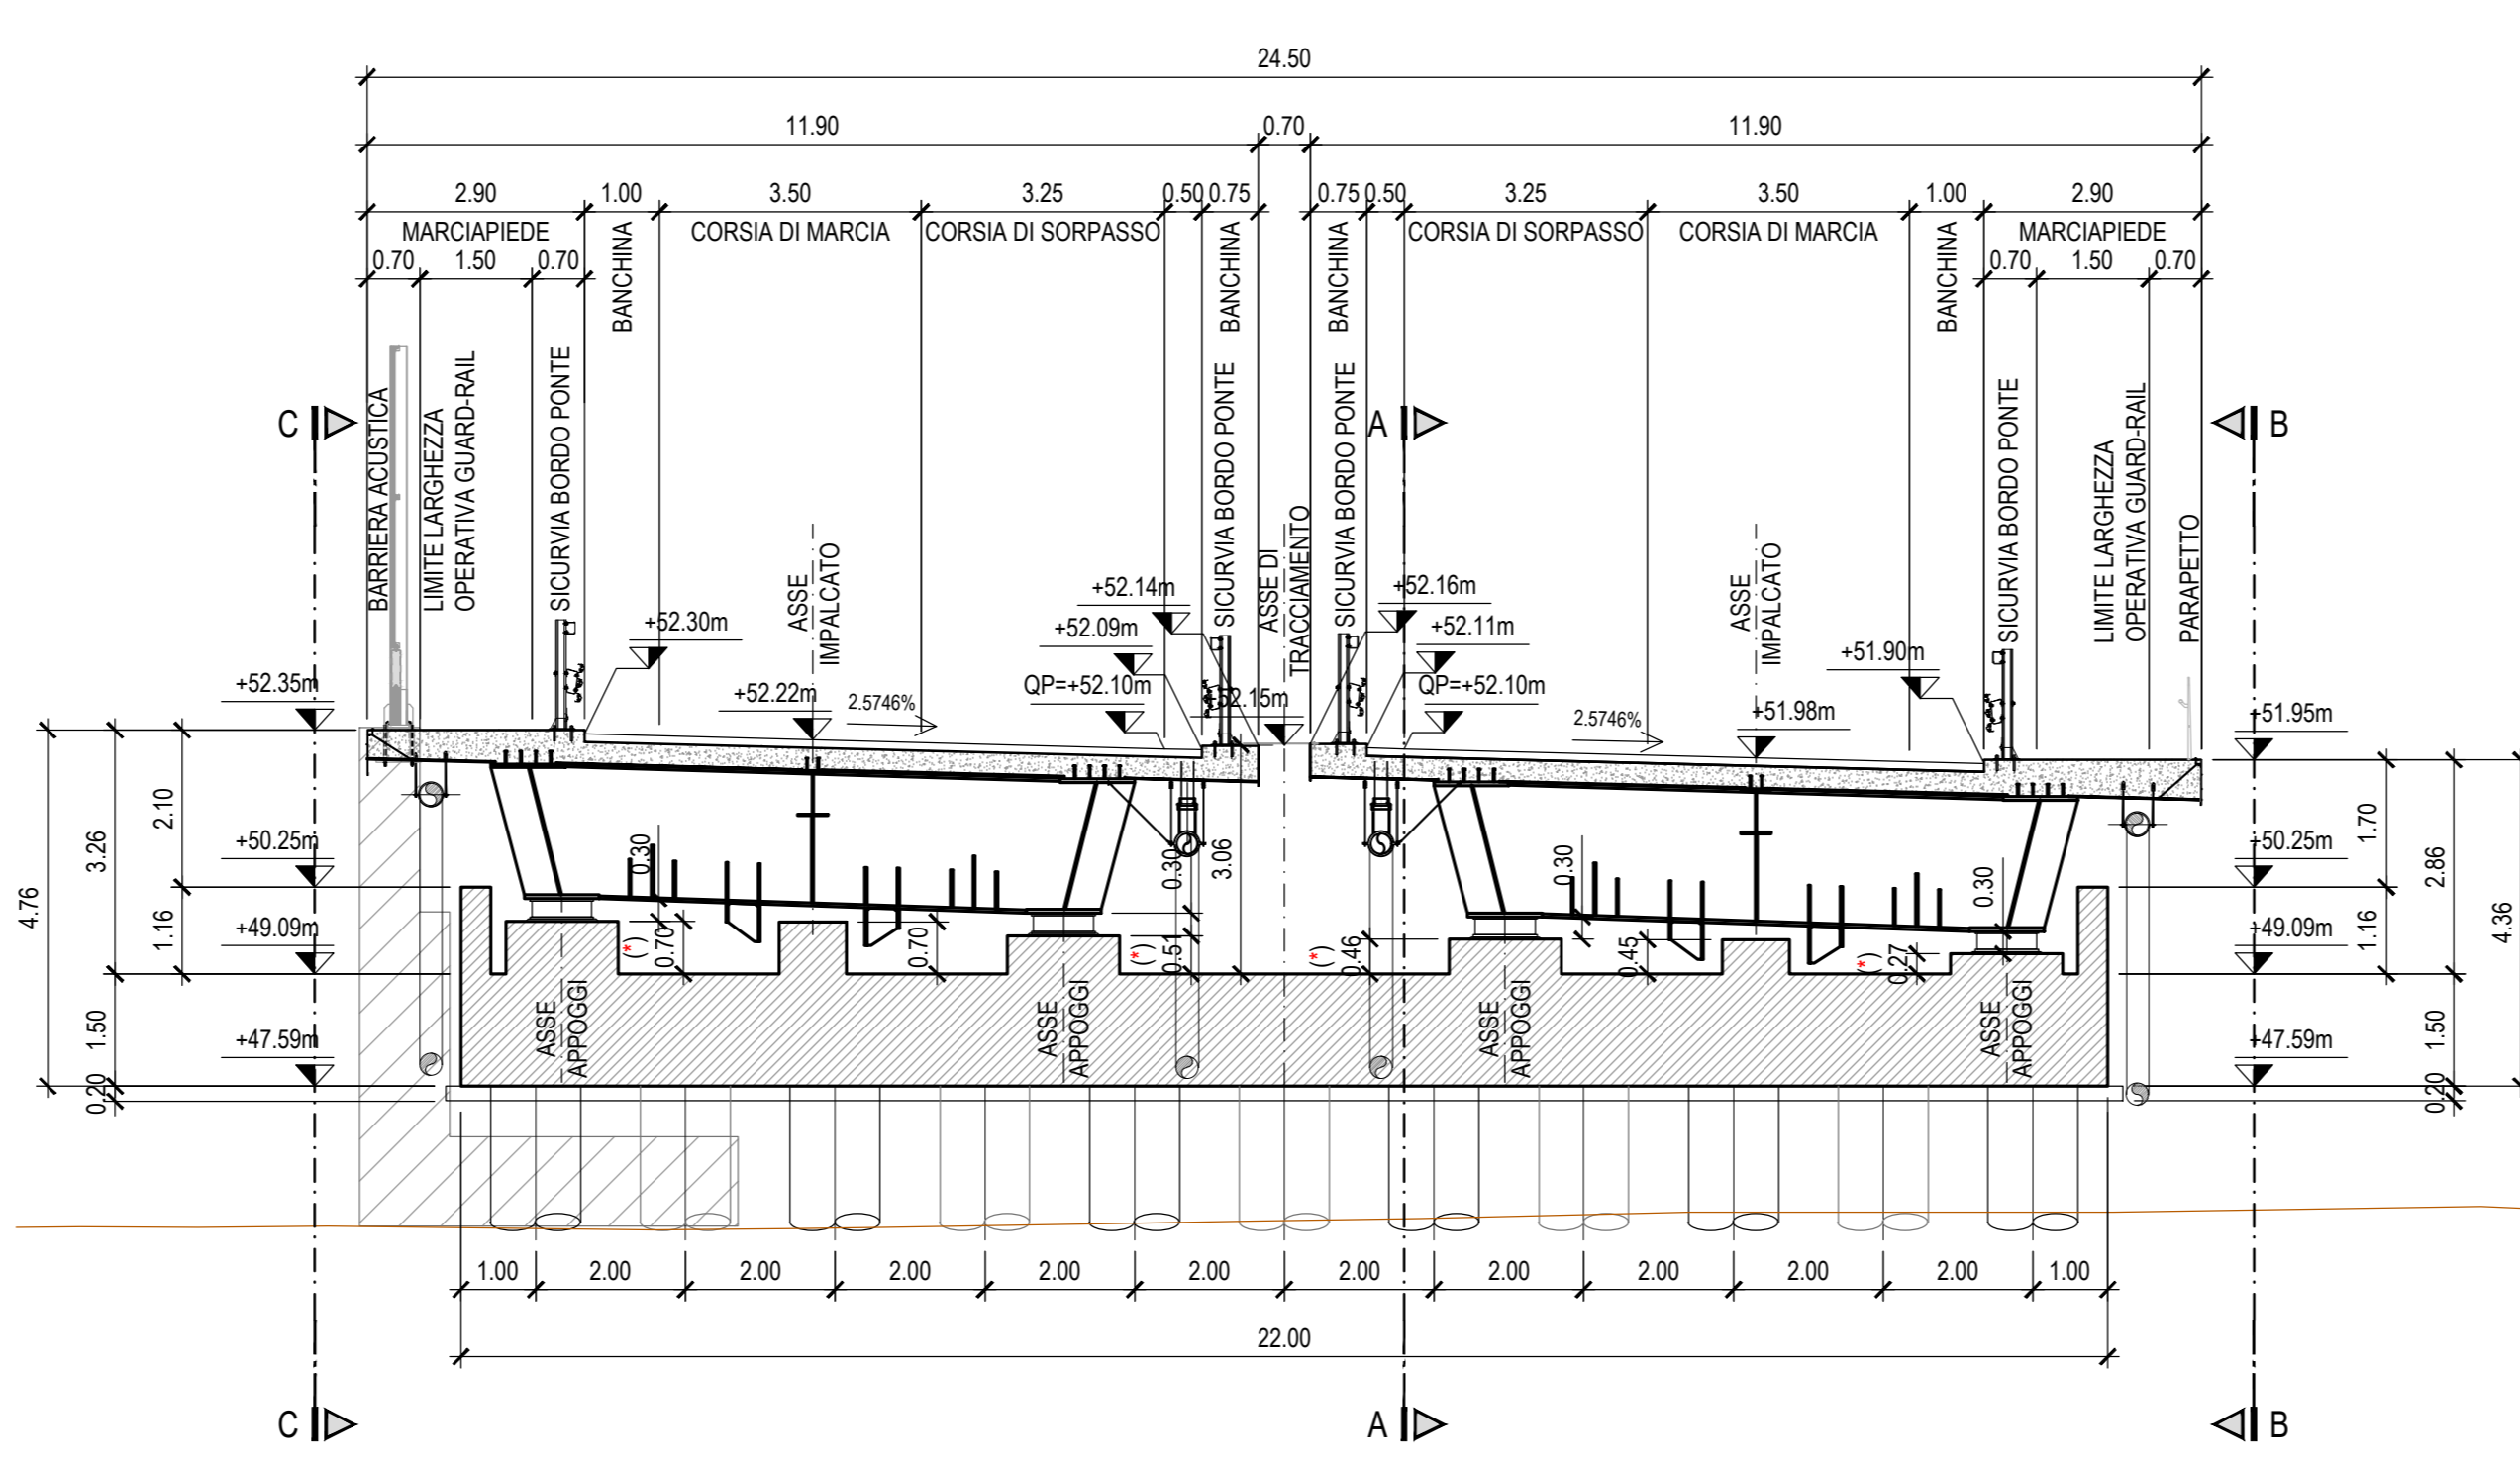 24.50
11.90
0.70
11.90
2.90
1.00
3.50
3.25
0.50
0.75
0.75
0.50
3.25
3.50
1.00
2.90
MARCIAPIEDE
BANCHINA
CORSIA DI MARCIA
CORSIA DI SORPASSO
BANCHINA
BANCHINA
CORSIA DI SORPASSO
CORSIA DI MARCIA
BANCHINA
MARCIAPIEDE
0.70
1.50
0.70
0.70
1.50
0.70
BARRIERA ACUSTICA
LIMITE LARGHEZZA
OPERATIVA GUARD-RAIL
SICURVIA BORDO PONTE
SICURVIA BORDO PONTE
SICURVIA BORDO PONTE
SICURVIA BORDO PONTE
LIMITE LARGHEZZA
OPERATIVA GUARD-RAIL
PARAPETTO
C
A
B
ASSE
IMPALCATO
ASSE DI
TRACCIAMENTO
ASSE
IMPALCATO
+52.30m
+52.14m
+52.09m
QP=+52.10m
+52.16m
+52.11m
QP=+52.10m
+51.90m
+52.35m
+52.22m
2.5746%
+52.15m
2.5746%
+51.98m
+51.95m
4.76
3.26
2.10
1.16
1.50
0.20
+50.25m
+49.09m
+47.59m
0.30
(*)
0.70
0.70
0.30
3.06
(*)
0.51
(*)
0.46
0.30
0.45
(*)
0.27
0.30
+50.25m
+49.09m
+47.59m
1.70
1.16
2.86
1.50
0.20
4.36
ASSE
APPOGGI
ASSE
APPOGGI
ASSE
APPOGGI
ASSE
APPOGGI
1.00
2.00
2.00
2.00
2.00
2.00
2.00
2.00
2.00
2.00
2.00
1.00
22.00
C
A
B